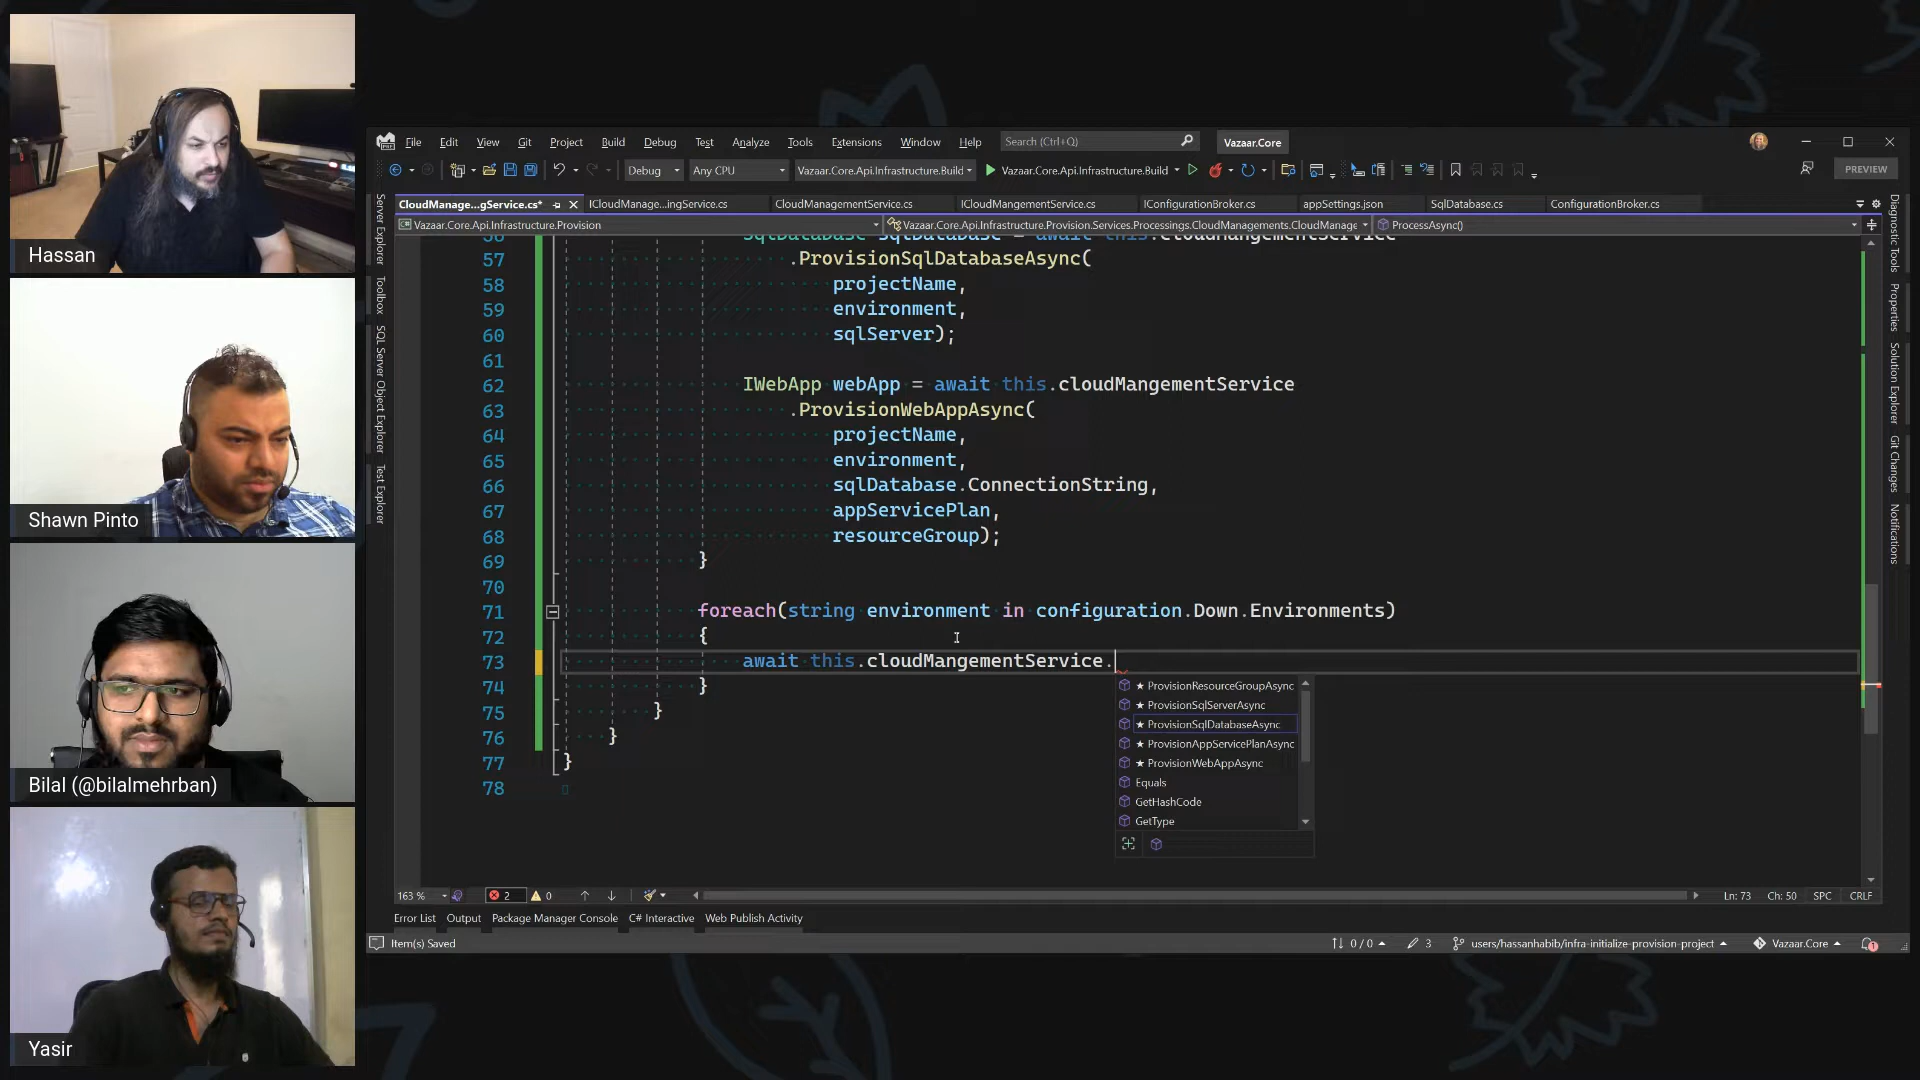 Hassan
Shawn Pinto
Bilal (@bilalmehrban)
Yasir
File Edit View Git Project Build Debug Test Analyze Tools Extensions Window Help Search (Ctrl+Q) Vazaar.Core
Debug Any CPU Vazaar.Core.Api.Infrastructure.Build Vazaar.Core.Api.Infrastructure.Build PREVIEW
CloudManage...gService.cs* ICloudManage...ingService.cs CloudManagementService.cs ICloudMangementService.cs IConfigurationBroker.cs appSettings.json SqlDatabase.cs ConfigurationBroker.cs
Vazaar.Core.Api.Infrastructure.Provision Vazaar.Core.Api.Infrastructure.Provision.Services.Processings.CloudManagements.CloudManage ProcessAsync()
Server Explorer
Toolbox
SQL Server Object Explorer
Test Explorer
56 SqlDatabase sqlDatabase = await this.cloudMangementService
57 .ProvisionSqlDatabaseAsync(
58 projectName,
59 environment,
60 sqlServer);
61
62 IWebApp webApp = await this.cloudMangementService
63 .ProvisionWebAppAsync(
64 projectName,
65 environment,
66 sqlDatabase.ConnectionString,
67 appServicePlan,
68 resourceGroup);
69 }
70
71 foreach(string environment in configuration.Down.Environments)
72 {
73 await this.cloudMangementService.
74 }
75 }
76 }
77 }
78
★ ProvisionResourceGroupAsync
★ ProvisionSqlServerAsync
★ ProvisionSqlDatabaseAsync
★ ProvisionAppServicePlanAsync
★ ProvisionWebAppAsync
Equals
GetHashCode
GetType
Diagnostic Tools
Properties
Solution Explorer
Git Changes
Notifications
163 % 2 0 Ln: 73 Ch: 50 SPC CRLF
Error List Output Package Manager Console C# Interactive Web Publish Activity
Item(s) Saved 0 / 0 3 users/hassanhabib/infra-initialize-provision-project Vazaar.Core 1